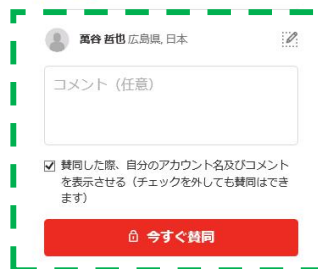 萬谷 哲也 広島県, 日本
コメント（任意）
賛同した際、自分のアカウント名及びコメント
を表示させる（チェックを外しても賛同はでき
ます）
今すぐ賛同